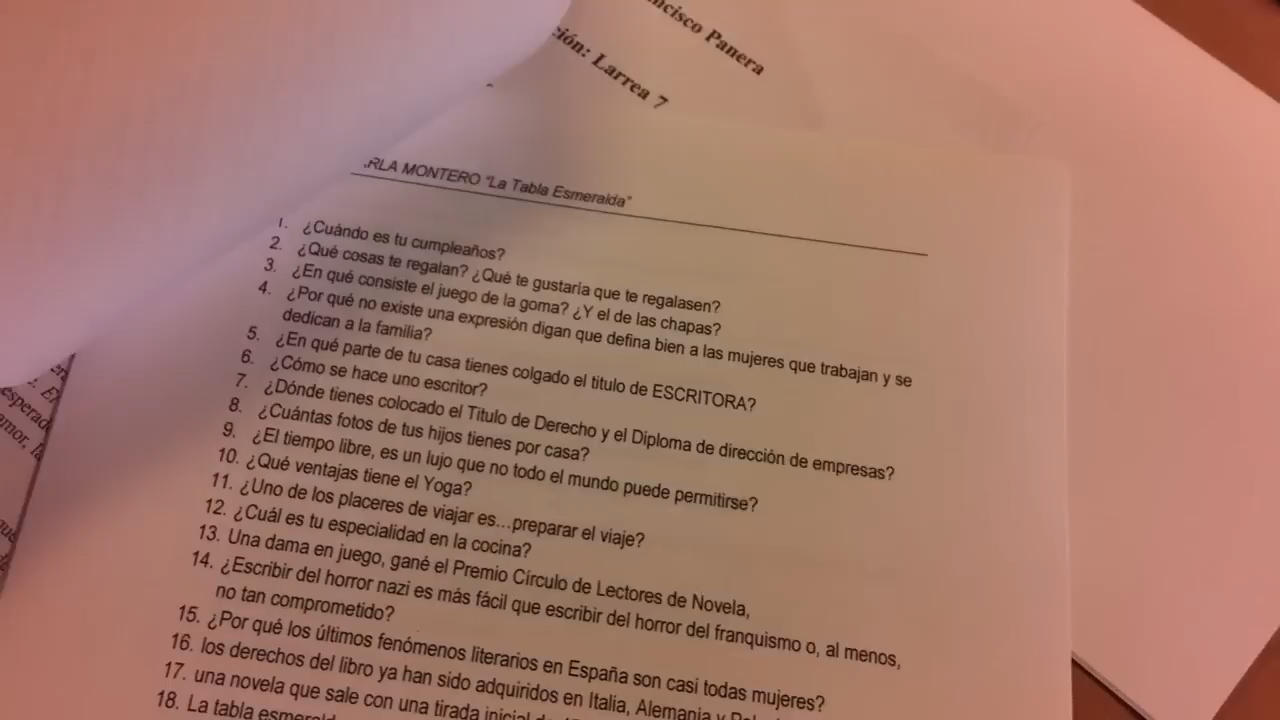 Francisco Panera
ción: Larrea 7
RLA MONTERO "La Tabla Esmeralda"
1. ¿Cuándo es tu cumpleaños?
2. ¿Qué cosas te regalan? ¿Qué te gustaría que te regalasen?
3. ¿En qué consiste el juego de la goma? ¿Y el de las chapas?
4. ¿Por qué no existe una expresión digan que defina bien a las mujeres que trabajan y se
dedican a la familia?
5. ¿En qué parte de tu casa tienes colgado el titulo de ESCRITORA?
6. ¿Cómo se hace uno escritor?
7. ¿Dónde tienes colocado el Titulo de Derecho y el Diploma de dirección de empresas?
8. ¿Cuántas fotos de tus hijos tienes por casa?
9. ¿El tiempo libre, es un lujo que no todo el mundo puede permitirse?
10. ¿Qué ventajas tiene el Yoga?
11. ¿Uno de los placeres de viajar es...preparar el viaje?
12. ¿Cuál es tu especialidad en la cocina?
13. Una dama en juego, gané el Premio Círculo de Lectores de Novela,
14. ¿Escribir del horror nazi es más fácil que escribir del horror del franquismo o, al menos,
no tan comprometido?
15. ¿Por qué los últimos fenómenos literarios en España son casi todas mujeres?
16. los derechos del libro ya han sido adquiridos en Italia, Alemania y
17. una novela que sale con una tirada inicial
18. La tabla
esperad
amor, la